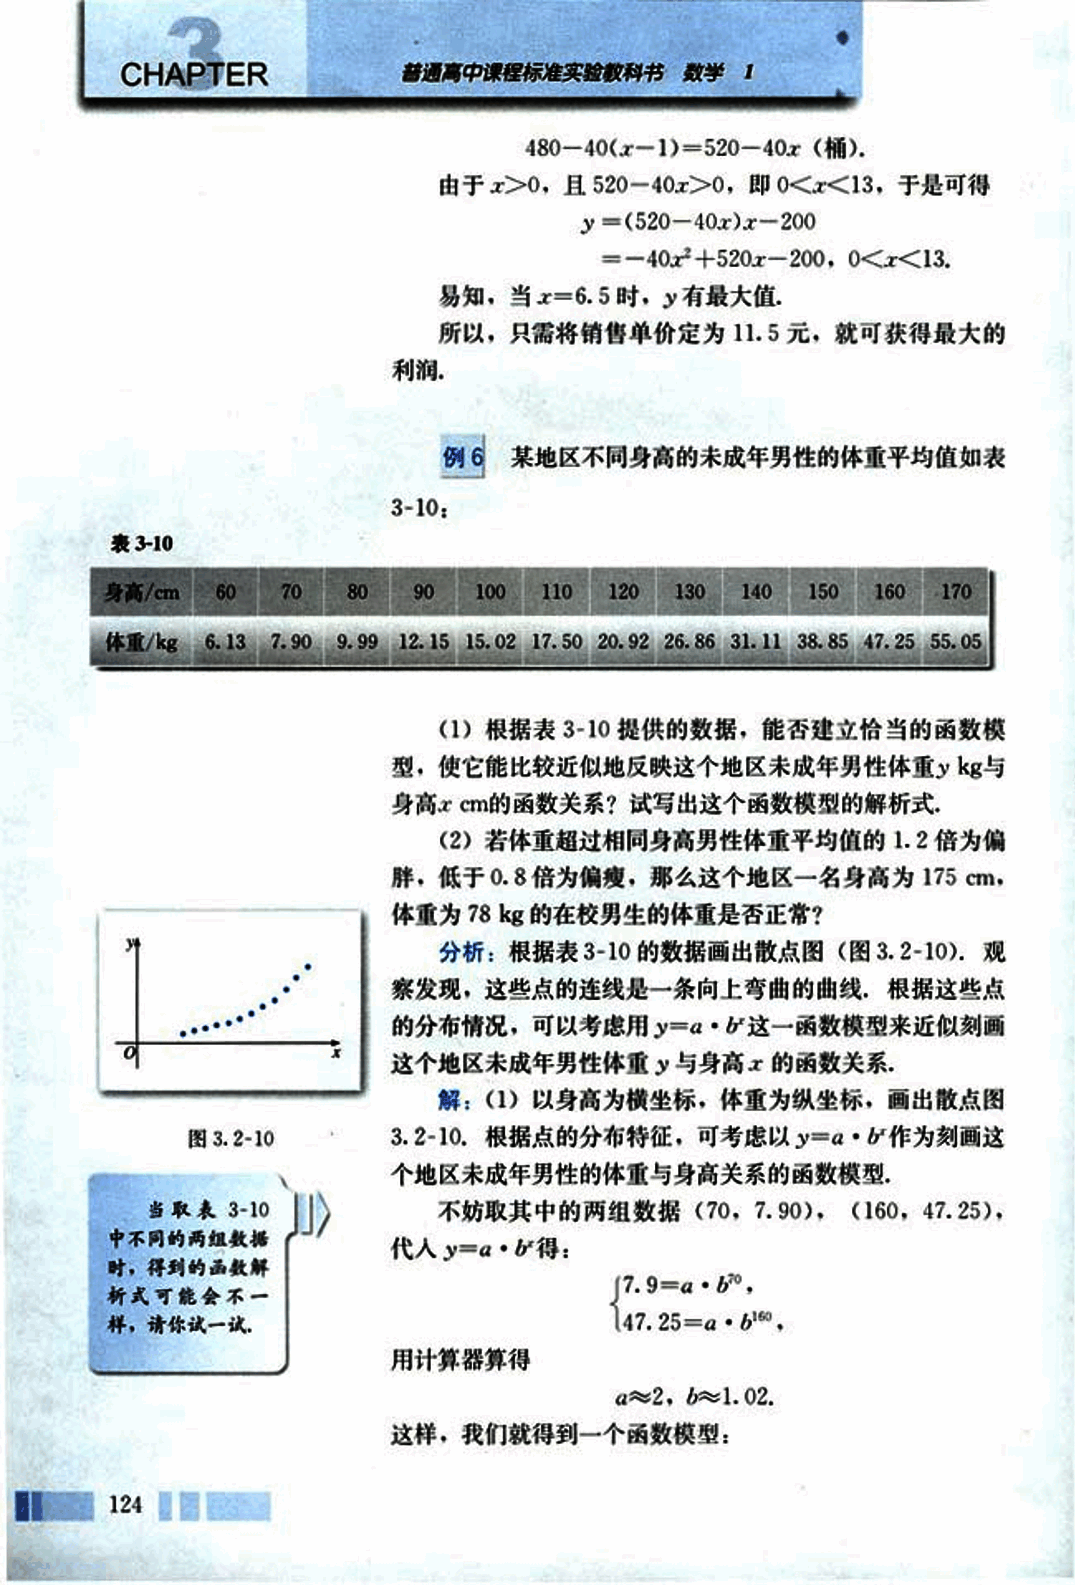 3
CHAPTER
普通高中课程标准实验教科书 数学 1
480－40(x－1)＝520－40x（桶）.
由于 x＞0，且 520－40x＞0，即 0＜x＜13，于是可得
y＝(520－40x)x－200
＝－40x²＋520x－200，0＜x＜13.
易知，当 x＝6.5 时，y 有最大值.
所以，只需将销售单价定为 11.5 元，就可获得最大的
利润.
例 6 某地区不同身高的未成年男性的体重平均值如表
3-10：
表 3-10
身高/cm 60 70 80 90 100 110 120 130 140 150 160 170
体重/kg 6.13 7.90 9.99 12.15 15.02 17.50 20.92 26.86 31.11 38.85 47.25 55.05
（1）根据表 3-10 提供的数据，能否建立恰当的函数模
型，使它能比较近似地反映这个地区未成年男性体重y kg与
身高x cm的函数关系？试写出这个函数模型的解析式.
（2）若体重超过相同身高男性体重平均值的 1.2 倍为偏
胖，低于 0.8 倍为偏瘦，那么这个地区一名身高为 175 cm，
体重为 78 kg 的在校男生的体重是否正常？
分析：根据表 3-10 的数据画出散点图（图 3.2-10）. 观
察发现，这些点的连线是一条向上弯曲的曲线. 根据这些点
的分布情况，可以考虑用 y＝a·bˣ这一函数模型来近似刻画
这个地区未成年男性体重 y 与身高 x 的函数关系.
解：（1）以身高为横坐标，体重为纵坐标，画出散点图
3.2-10. 根据点的分布特征，可考虑以 y＝a·bˣ作为刻画这
个地区未成年男性的体重与身高关系的函数模型.
不妨取其中的两组数据（70，7.90），（160，47.25），
代入 y＝a·bˣ得：
7.9＝a·b⁷⁰，
47.25＝a·b¹⁶⁰，
用计算器算得
a≈2，b≈1.02.
这样，我们就得到一个函数模型：
y
O
x
图 3.2-10
当取表 3-10
中不同的两组数据
时，得到的函数解
析式可能会不一
样，请你试一试.
124